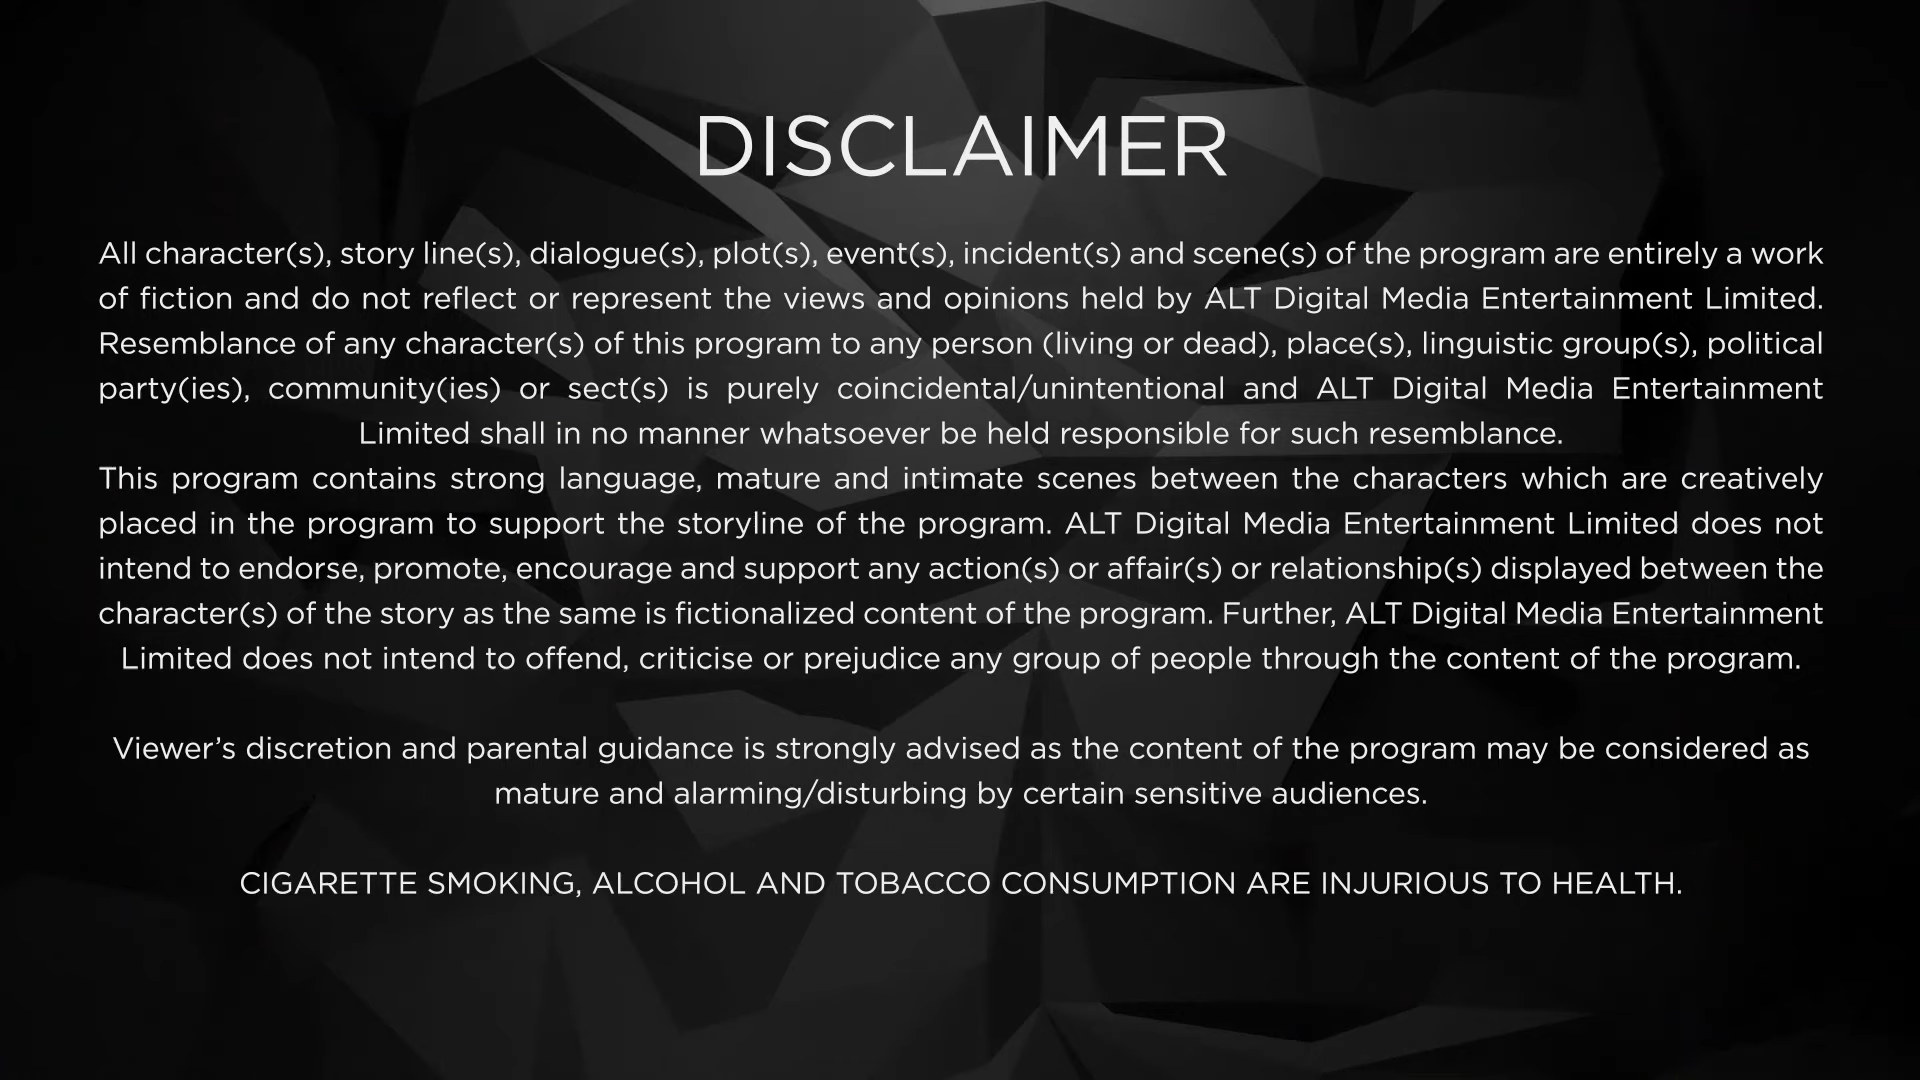 DISCLAIMER
All character(s), story line(s), dialogue(s), plot(s), event(s), incident(s) and scene(s) of the program are entirely a work
of fiction and do not reflect or represent the views and opinions held by ALT Digital Media Entertainment Limited.
Resemblance of any character(s) of this program to any person (living or dead), place(s), linguistic group(s), political
party(ies), community(ies) or sect(s) is purely coincidental/unintentional and ALT Digital Media Entertainment
Limited shall in no manner whatsoever be held responsible for such resemblance.
This program contains strong language, mature and intimate scenes between the characters which are creatively
placed in the program to support the storyline of the program. ALT Digital Media Entertainment Limited does not
intend to endorse, promote, encourage and support any action(s) or affair(s) or relationship(s) displayed between the
character(s) of the story as the same is fictionalized content of the program. Further, ALT Digital Media Entertainment
Limited does not intend to offend, criticise or prejudice any group of people through the content of the program.
Viewer’s discretion and parental guidance is strongly advised as the content of the program may be considered as
mature and alarming/disturbing by certain sensitive audiences.
CIGARETTE SMOKING, ALCOHOL AND TOBACCO CONSUMPTION ARE INJURIOUS TO HEALTH.